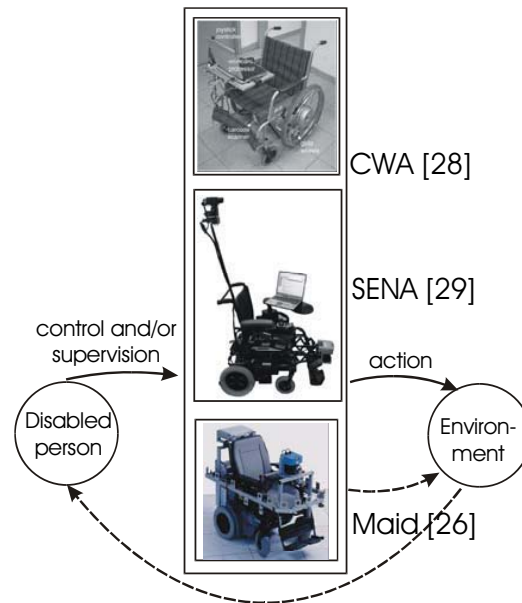 CWA [28]
SENA [29]
control and/or
supervision
action
Disabled
person
Environ-
ment
Maid [26]